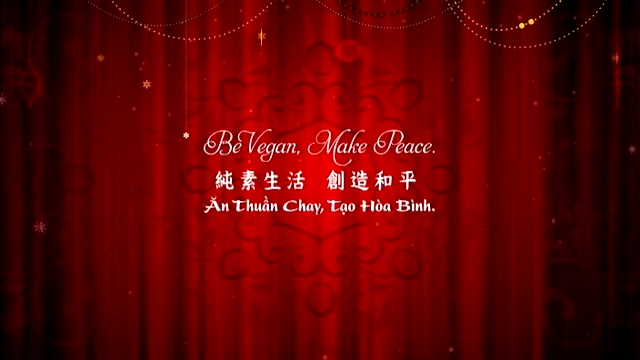 Be Vegan, Make Peace.
純素生活 創造和平
Ăn Thuần Chay, Tạo Hòa Bình.